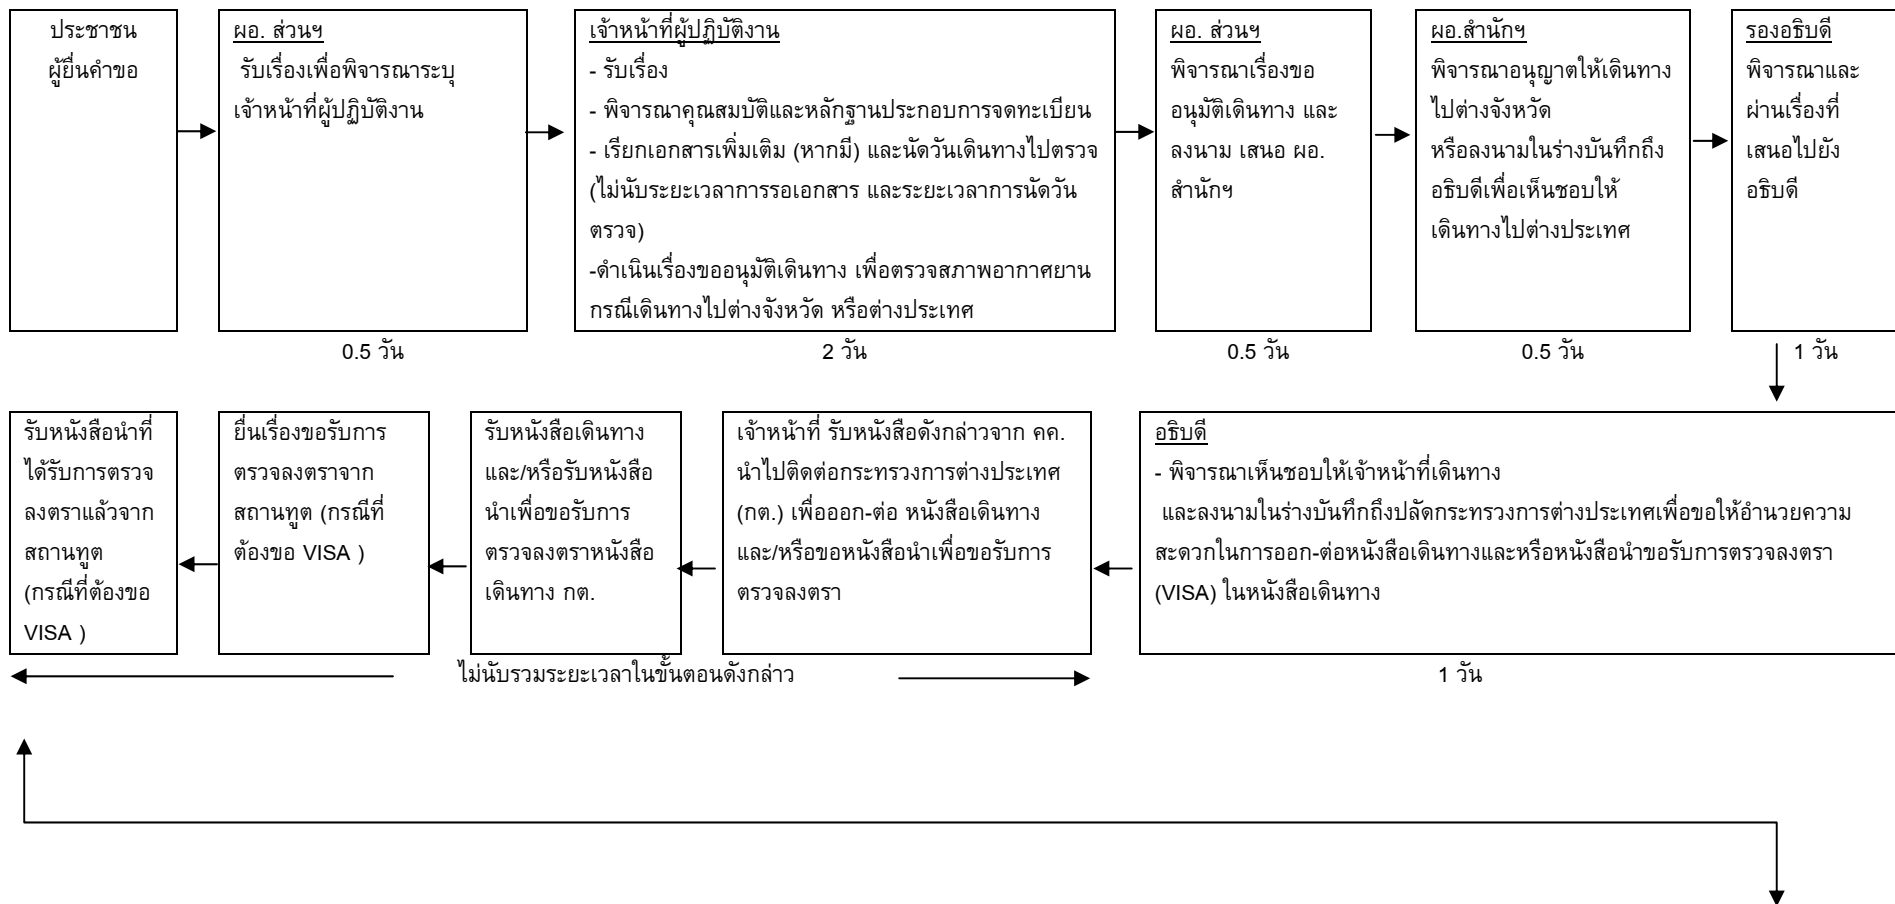 ประชาชน
ผู้ยื่นคำขอ
ผอ. ส่วนฯ
รับเรื่องเพื่อพิจารณาระบุ
เจ้าหน้าที่ผู้ปฏิบัติงาน
เจ้าหน้าที่ผู้ปฏิบัติงาน
- รับเรื่อง
- พิจารณาคุณสมบัติและหลักฐานประกอบการจดทะเบียน
- เรียกเอกสารเพิ่มเติม (หากมี) และนัดวันเดินทางไปตรวจ
(ไม่นับระยะเวลาการรอเอกสาร และระยะเวลาการนัดวัน
ตรวจ)
-ดำเนินเรื่องขออนุมัติเดินทาง เพื่อตรวจสภาพอากาศยาน
กรณีเดินทางไปต่างจังหวัด หรือต่างประเทศ
ผอ. ส่วนฯ
พิจารณาเรื่องขอ
อนุมัติเดินทาง และ
ลงนาม เสนอ ผอ.
สำนักฯ
ผอ.สำนักฯ
พิจารณาอนุญาตให้เดินทาง
ไปต่างจังหวัด
หรือลงนามในร่างบันทึกถึง
อธิบดีเพื่อเห็นชอบให้
เดินทางไปต่างประเทศ
รองอธิบดี
พิจารณาและ
ผ่านเรื่องที่
เสนอไปยัง
อธิบดี
0.5 วัน
2 วัน
0.5 วัน
0.5 วัน
1 วัน
รับหนังสือนำที่
ได้รับการตรวจ
ลงตราแล้วจาก
สถานทูต
(กรณีที่ต้องขอ
VISA )
ยื่นเรื่องขอรับการ
ตรวจลงตราจาก
สถานทูต (กรณีที่
ต้องขอ VISA )
รับหนังสือเดินทาง
และ/หรือรับหนังสือ
นำเพื่อขอรับการ
ตรวจลงตราหนังสือ
เดินทาง กต.
เจ้าหน้าที่ รับหนังสือดังกล่าวจาก คค.
นำไปติดต่อกระทรวงการต่างประเทศ
(กต.) เพื่อออก-ต่อ หนังสือเดินทาง
และ/หรือขอหนังสือนำเพื่อขอรับการ
ตรวจลงตรา
อธิบดี
- พิจารณาเห็นชอบให้เจ้าหน้าที่เดินทาง
และลงนามในร่างบันทึกถึงปลัดกระทรวงการต่างประเทศเพื่อขอให้อำนวยความ
สะดวกในการออก-ต่อหนังสือเดินทางและหรือหนังสือนำขอรับการตรวจลงตรา
(VISA) ในหนังสือเดินทาง
ไม่นับรวมระยะเวลาในขั้นตอนดังกล่าว
1 วัน